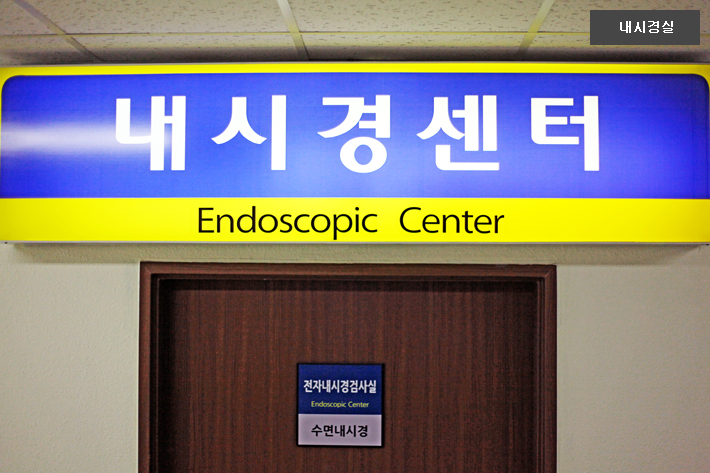 내시경실
내시경센터
Endoscopic Center
전자내시경검사실
Endoscopic Center
수면내시경